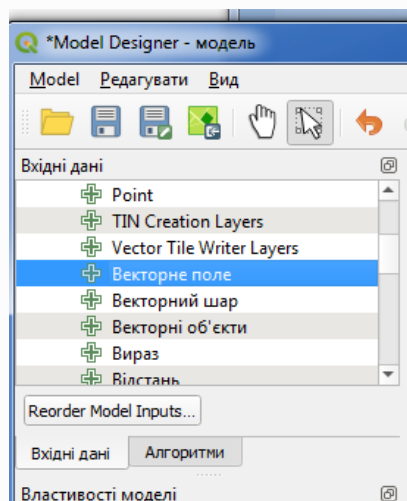 *Model Designer - модель
Model Редагувати Вид
Вхідні дані
Point
TIN Creation Layers
Vector Tile Writer Layers
Векторне поле
Векторний шар
Векторні об'єкти
Вираз
Відстань
Reorder Model Inputs...
Вхідні дані Алгоритми
Властивості моделі